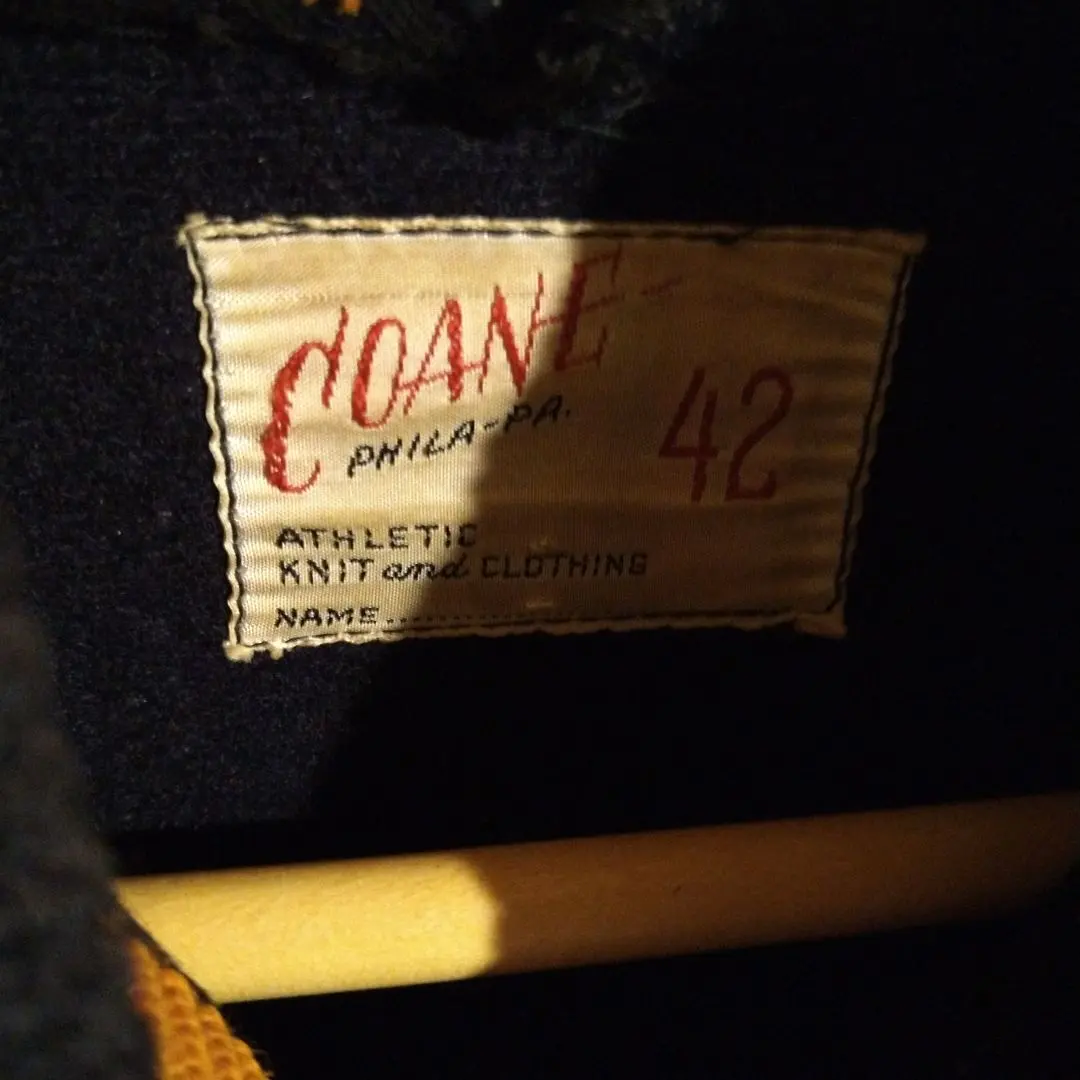 COANE
PHILA-PA.
42
ATHLETIC
KNIT and CLOTHING
NAME....................